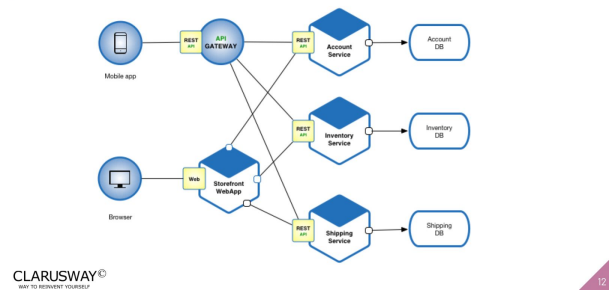 REST
API
API
GATEWAY
Mobile app
REST
API
Account
Service
Account
DB
REST
API
Inventory
Service
Inventory
DB
Web
Storefront
WebApp
Browser
REST
API
Shipping
Service
Shipping
DB
CLARUSWAY©
WAY TO REINVENT YOURSELF
12